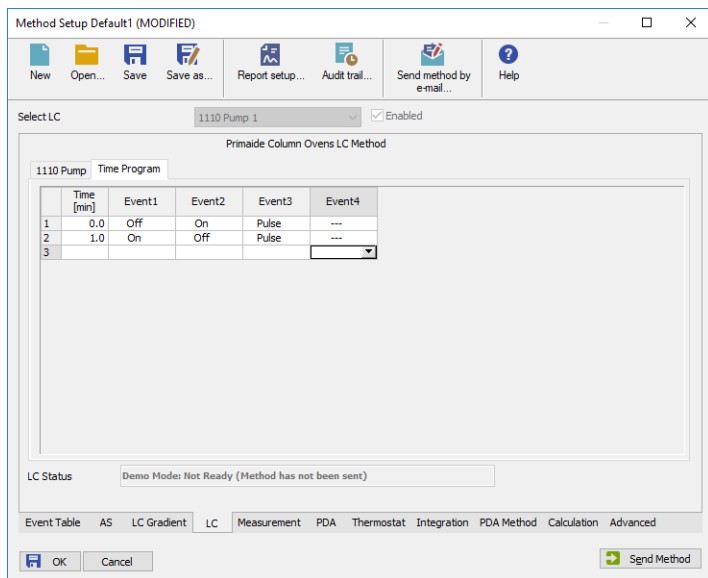 Method Setup Default1 (MODIFIED)
New Open... Save Save as... Report setup... Audit trail... Send method by e-mail... Help
Select LC 1110 Pump 1 Enabled
Primaide Column Ovens LC Method
1110 Pump Time Program
Time [min] Event1 Event2 Event3 Event4
1 0.0 Off On Pulse ---
2 1.0 On Off Pulse ---
3
LC Status Demo Mode: Not Ready (Method has not been sent)
Event Table AS LC Gradient LC Measurement PDA Thermostat Integration PDA Method Calculation Advanced
OK Cancel Send Method